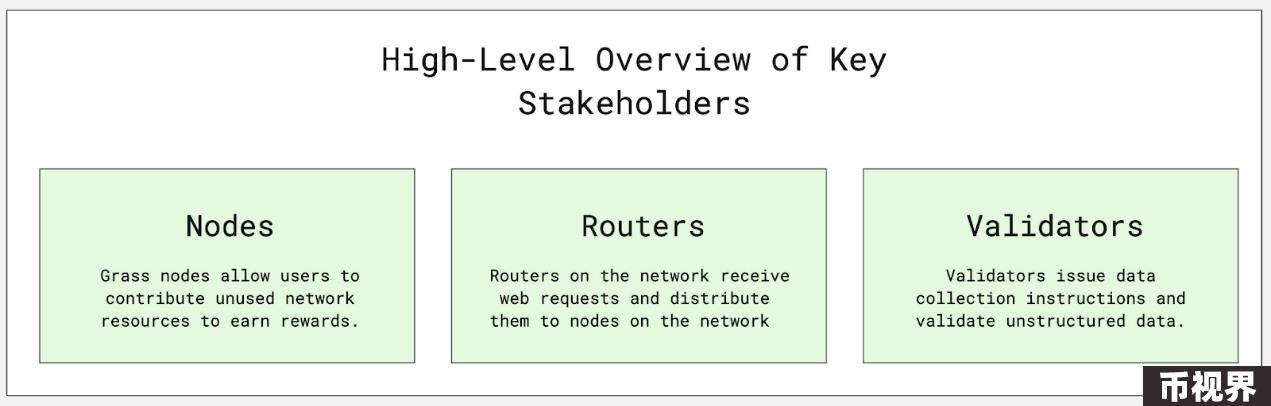 High-Level Overview of Key
Stakeholders
Nodes
Grass nodes allow users to
contribute unused network
resources to earn rewards.
Routers
Routers on the network receive
web requests and distribute
them to nodes on the network
Validators
Validators issue data
collection instructions and
validate unstructured data.
币视界